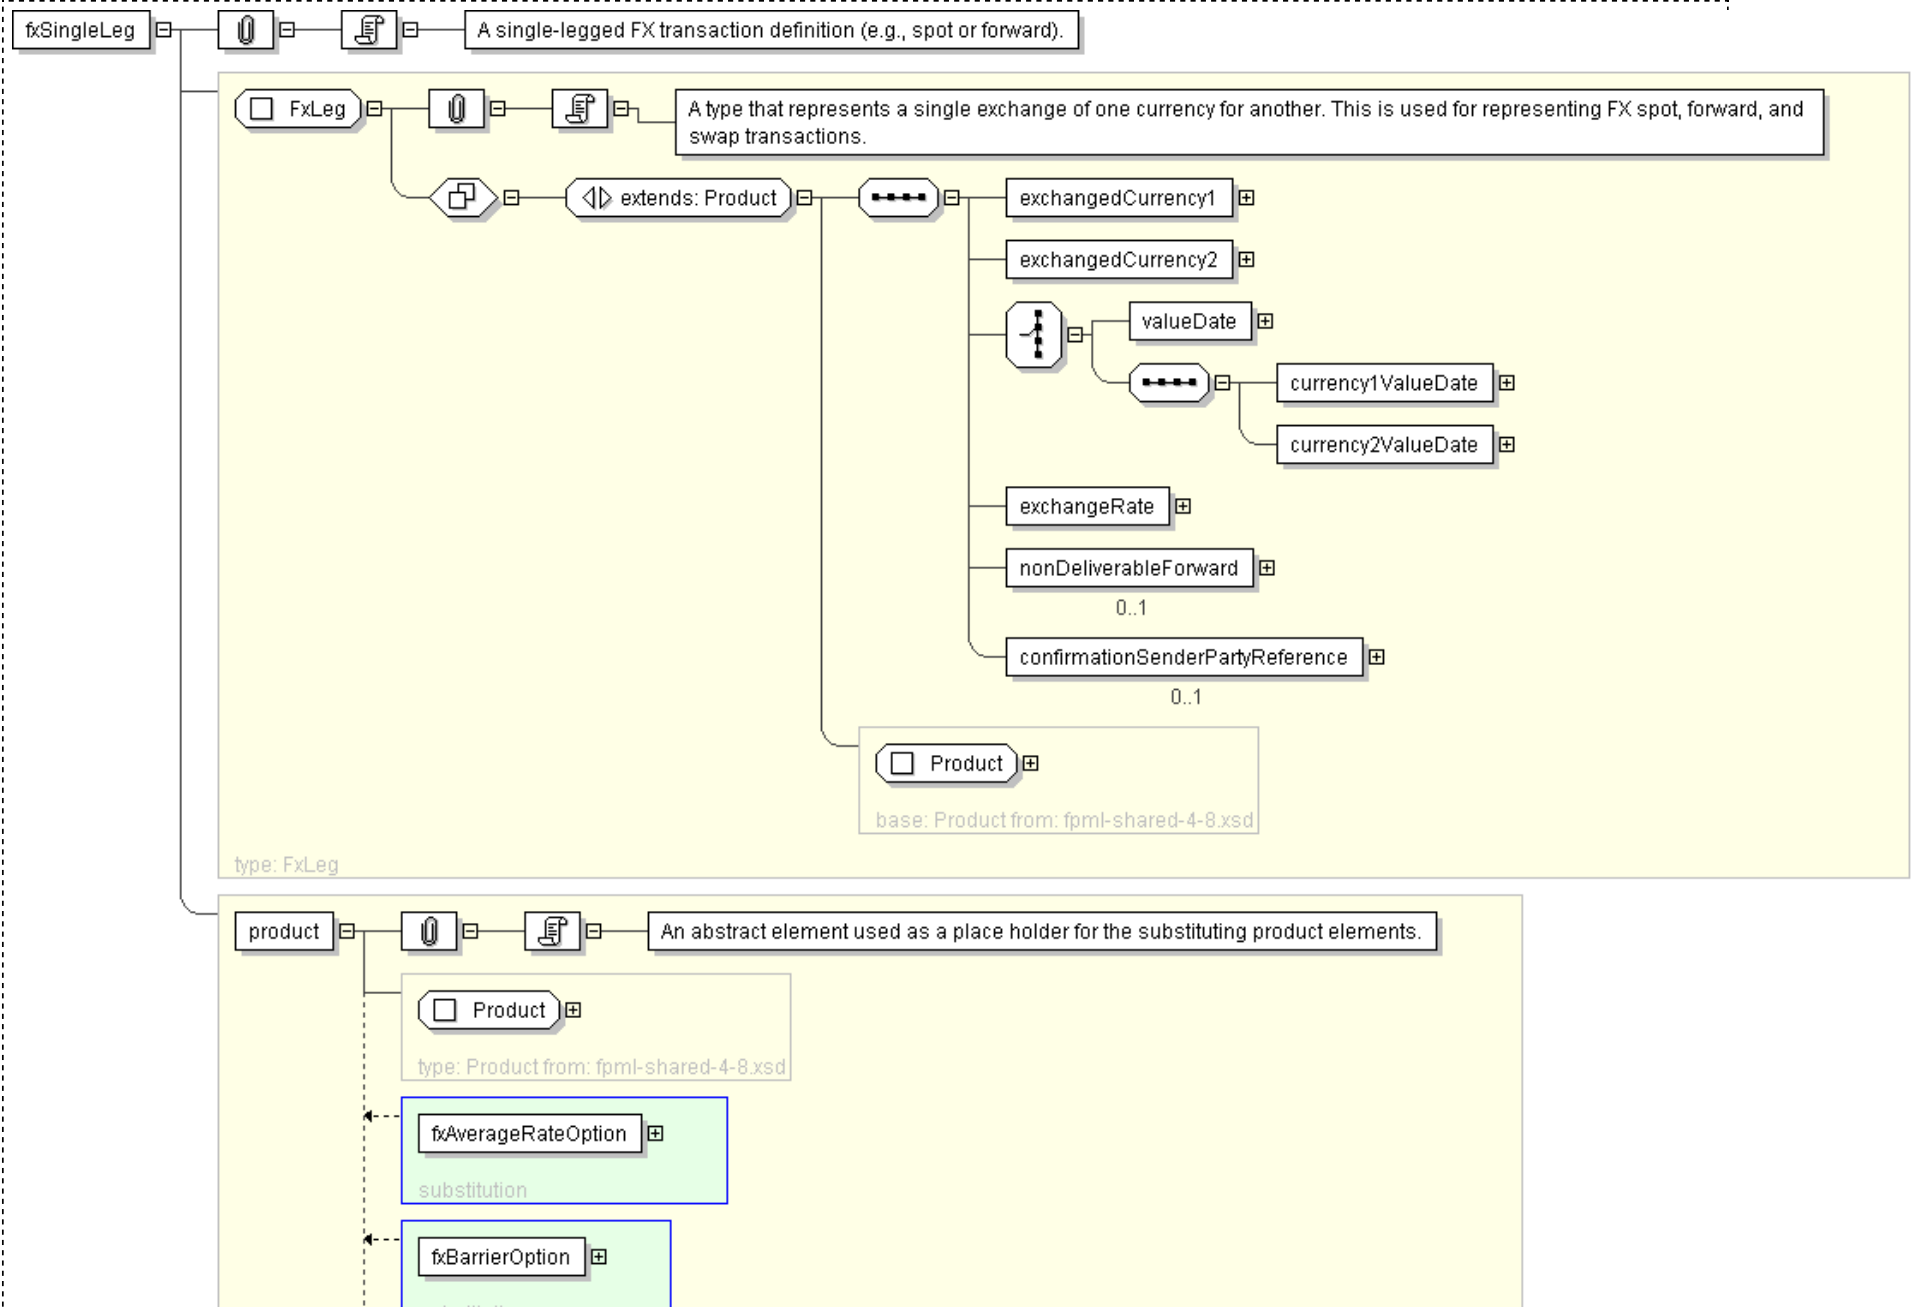 fxSingleLeg
A single-legged FX transaction definition (e.g., spot or forward).
FxLeg
A type that represents a single exchange of one currency for another. This is used for representing FX spot, forward, and
swap transactions.
extends: Product
exchangedCurrency1
exchangedCurrency2
valueDate
currency1ValueDate
currency2ValueDate
exchangeRate
nonDeliverableForward
0..1
confirmationSenderPartyReference
0..1
Product
base: Product from: fpml-shared-4-8.xsd
type: FxLeg
product
An abstract element used as a place holder for the substituting product elements.
Product
type: Product from: fpml-shared-4-8.xsd
fxAverageRateOption
substitution
fxBarrierOption